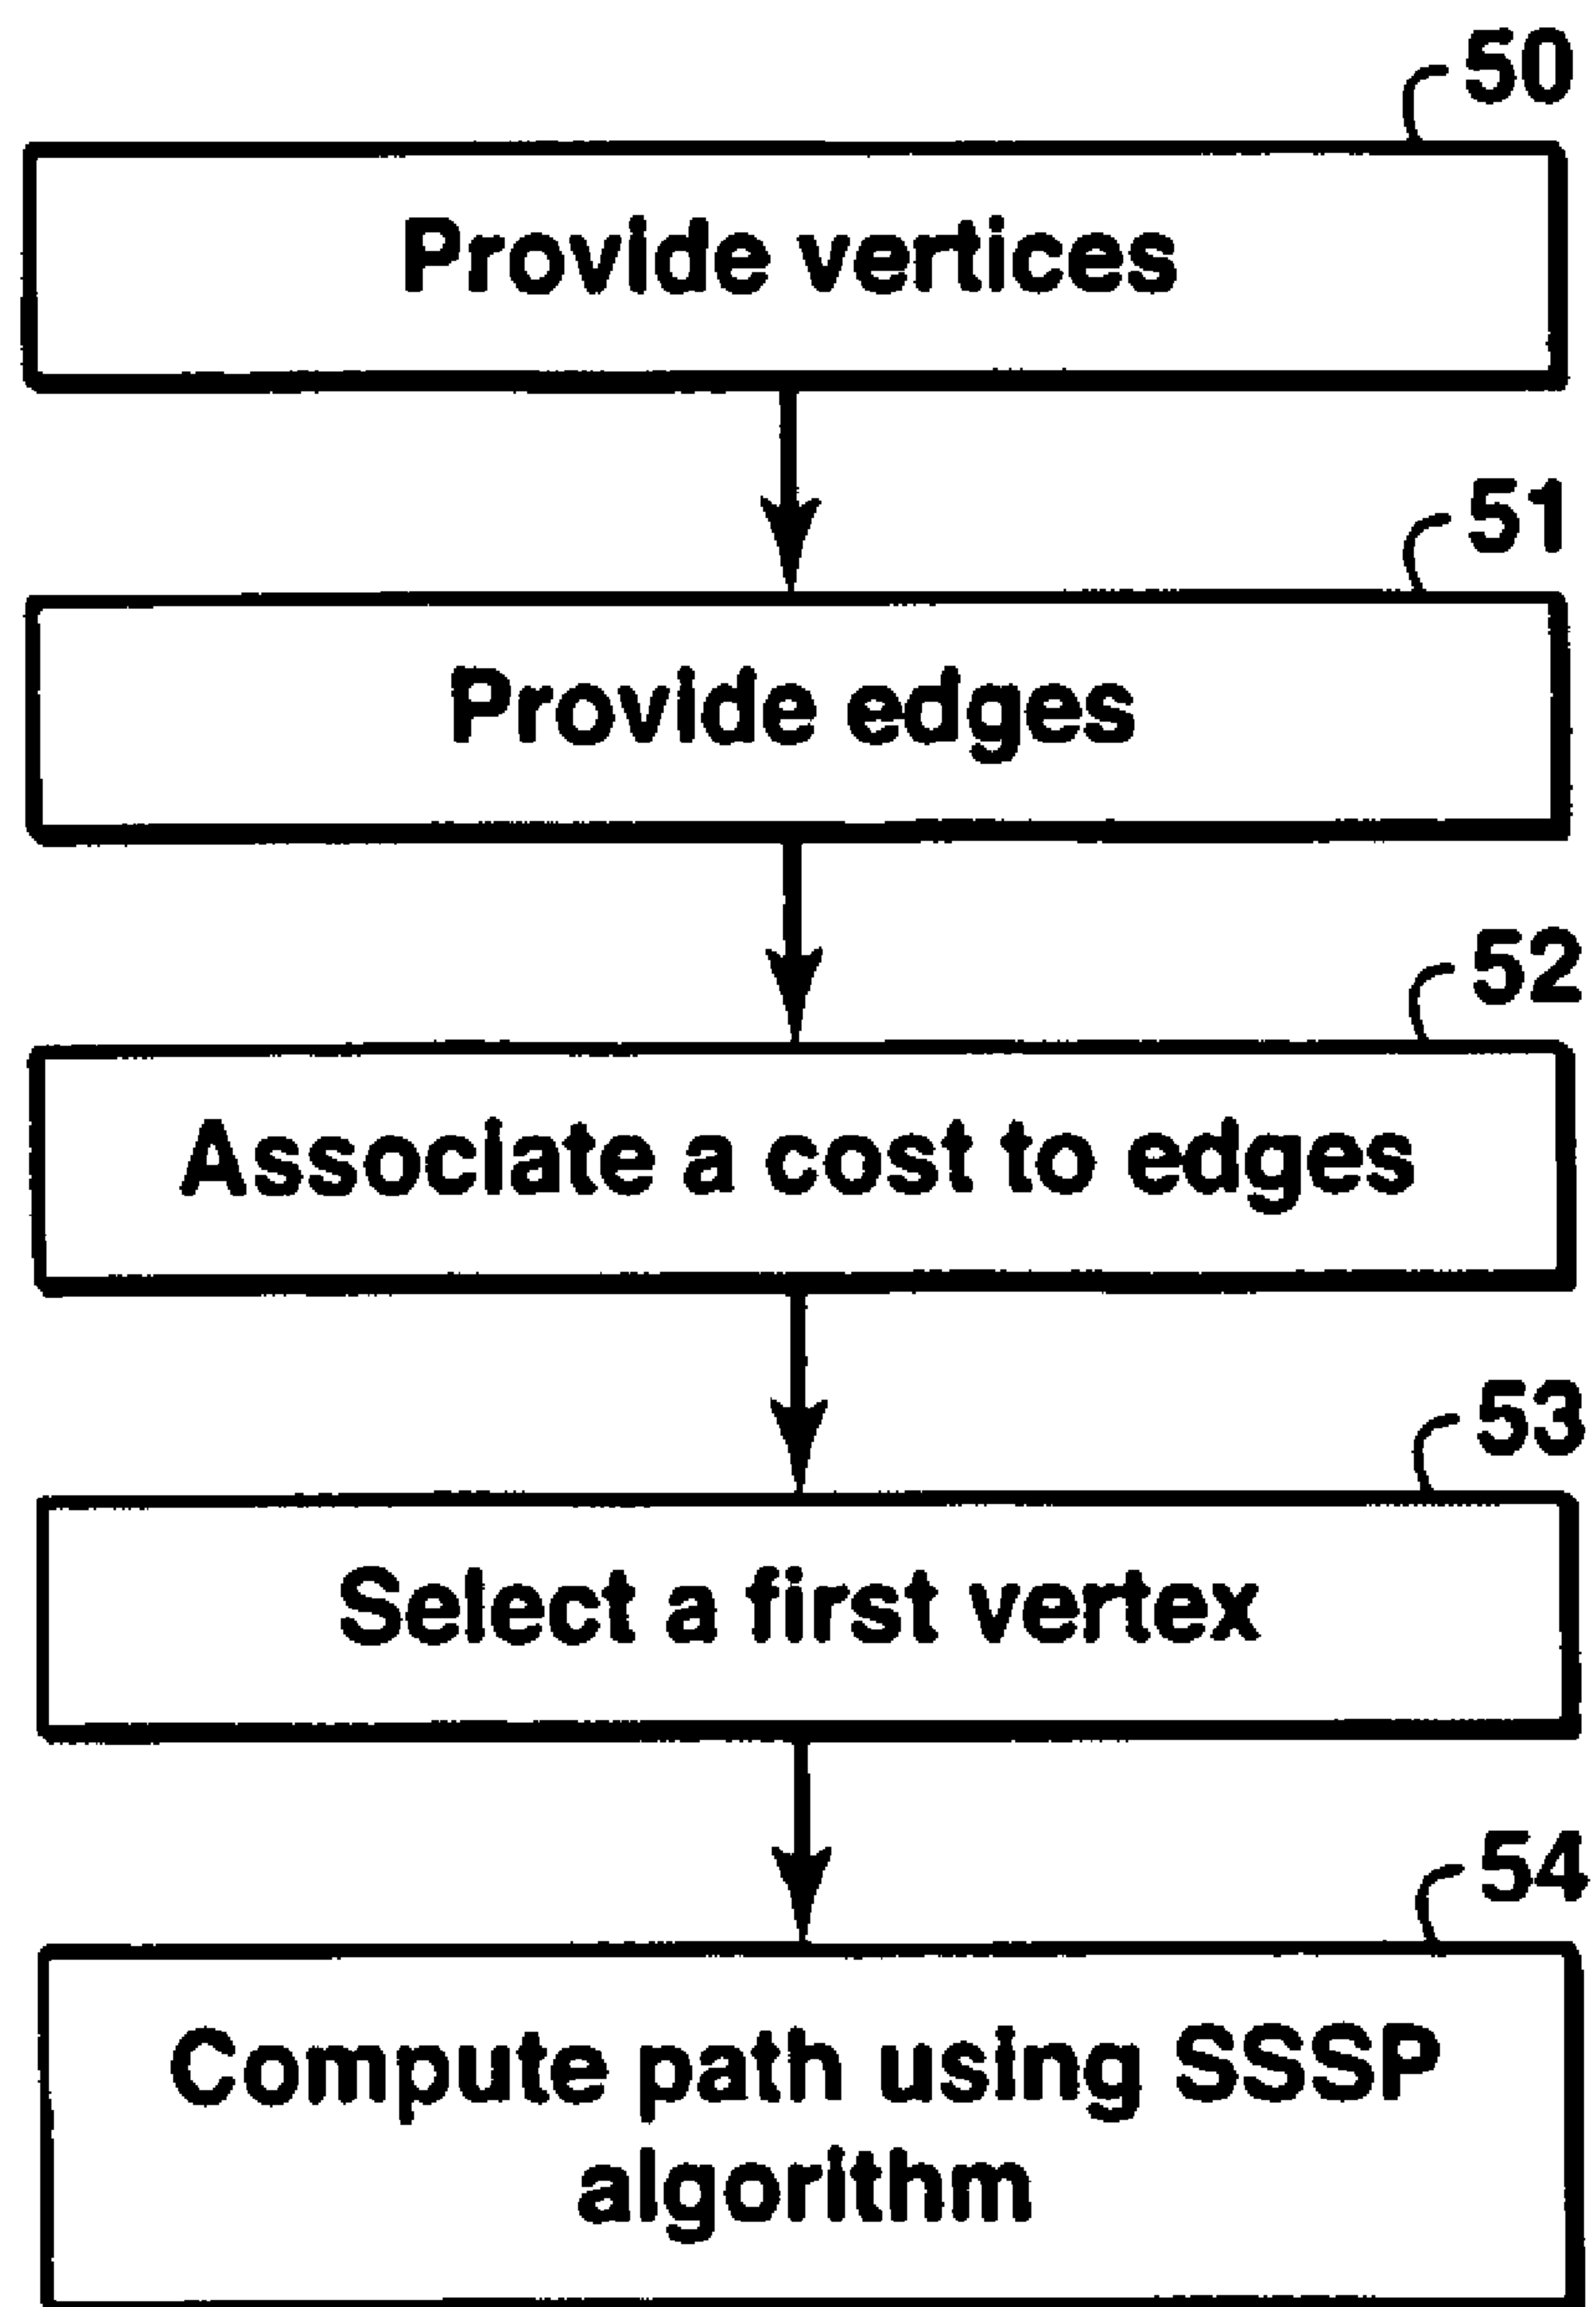 50
Provide vertices
51
Provide edges
52
Associate a cost to edges
53
Select a first vertex
54
Compute path using SSSP
algorithm